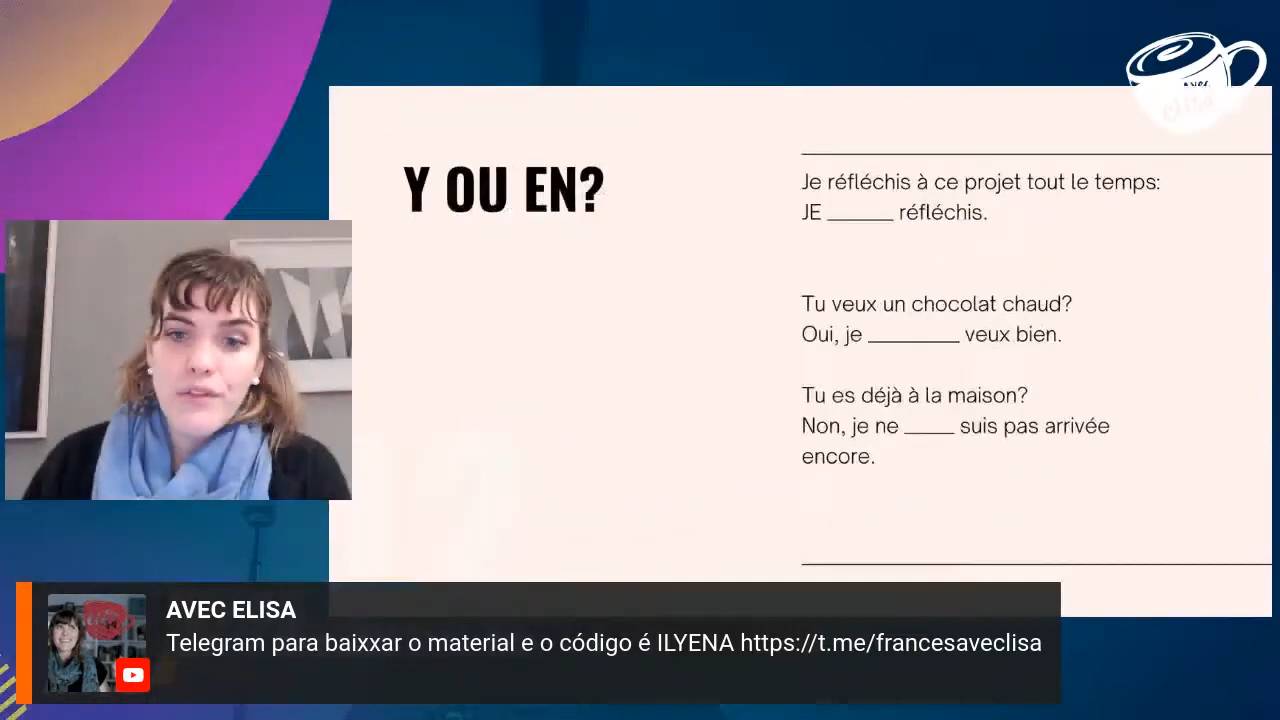 Y OU EN?
Je réfléchis à ce projet tout le temps:
JE ______ réfléchis.
Tu veux un chocolat chaud?
Oui, je ________ veux bien.
Tu es déjà à la maison?
Non, je ne ____ suis pas arrivée
encore.
AVEC ELISA
Telegram para baixxar o material e o código é ILYENA https://t.me/francesaveclisa